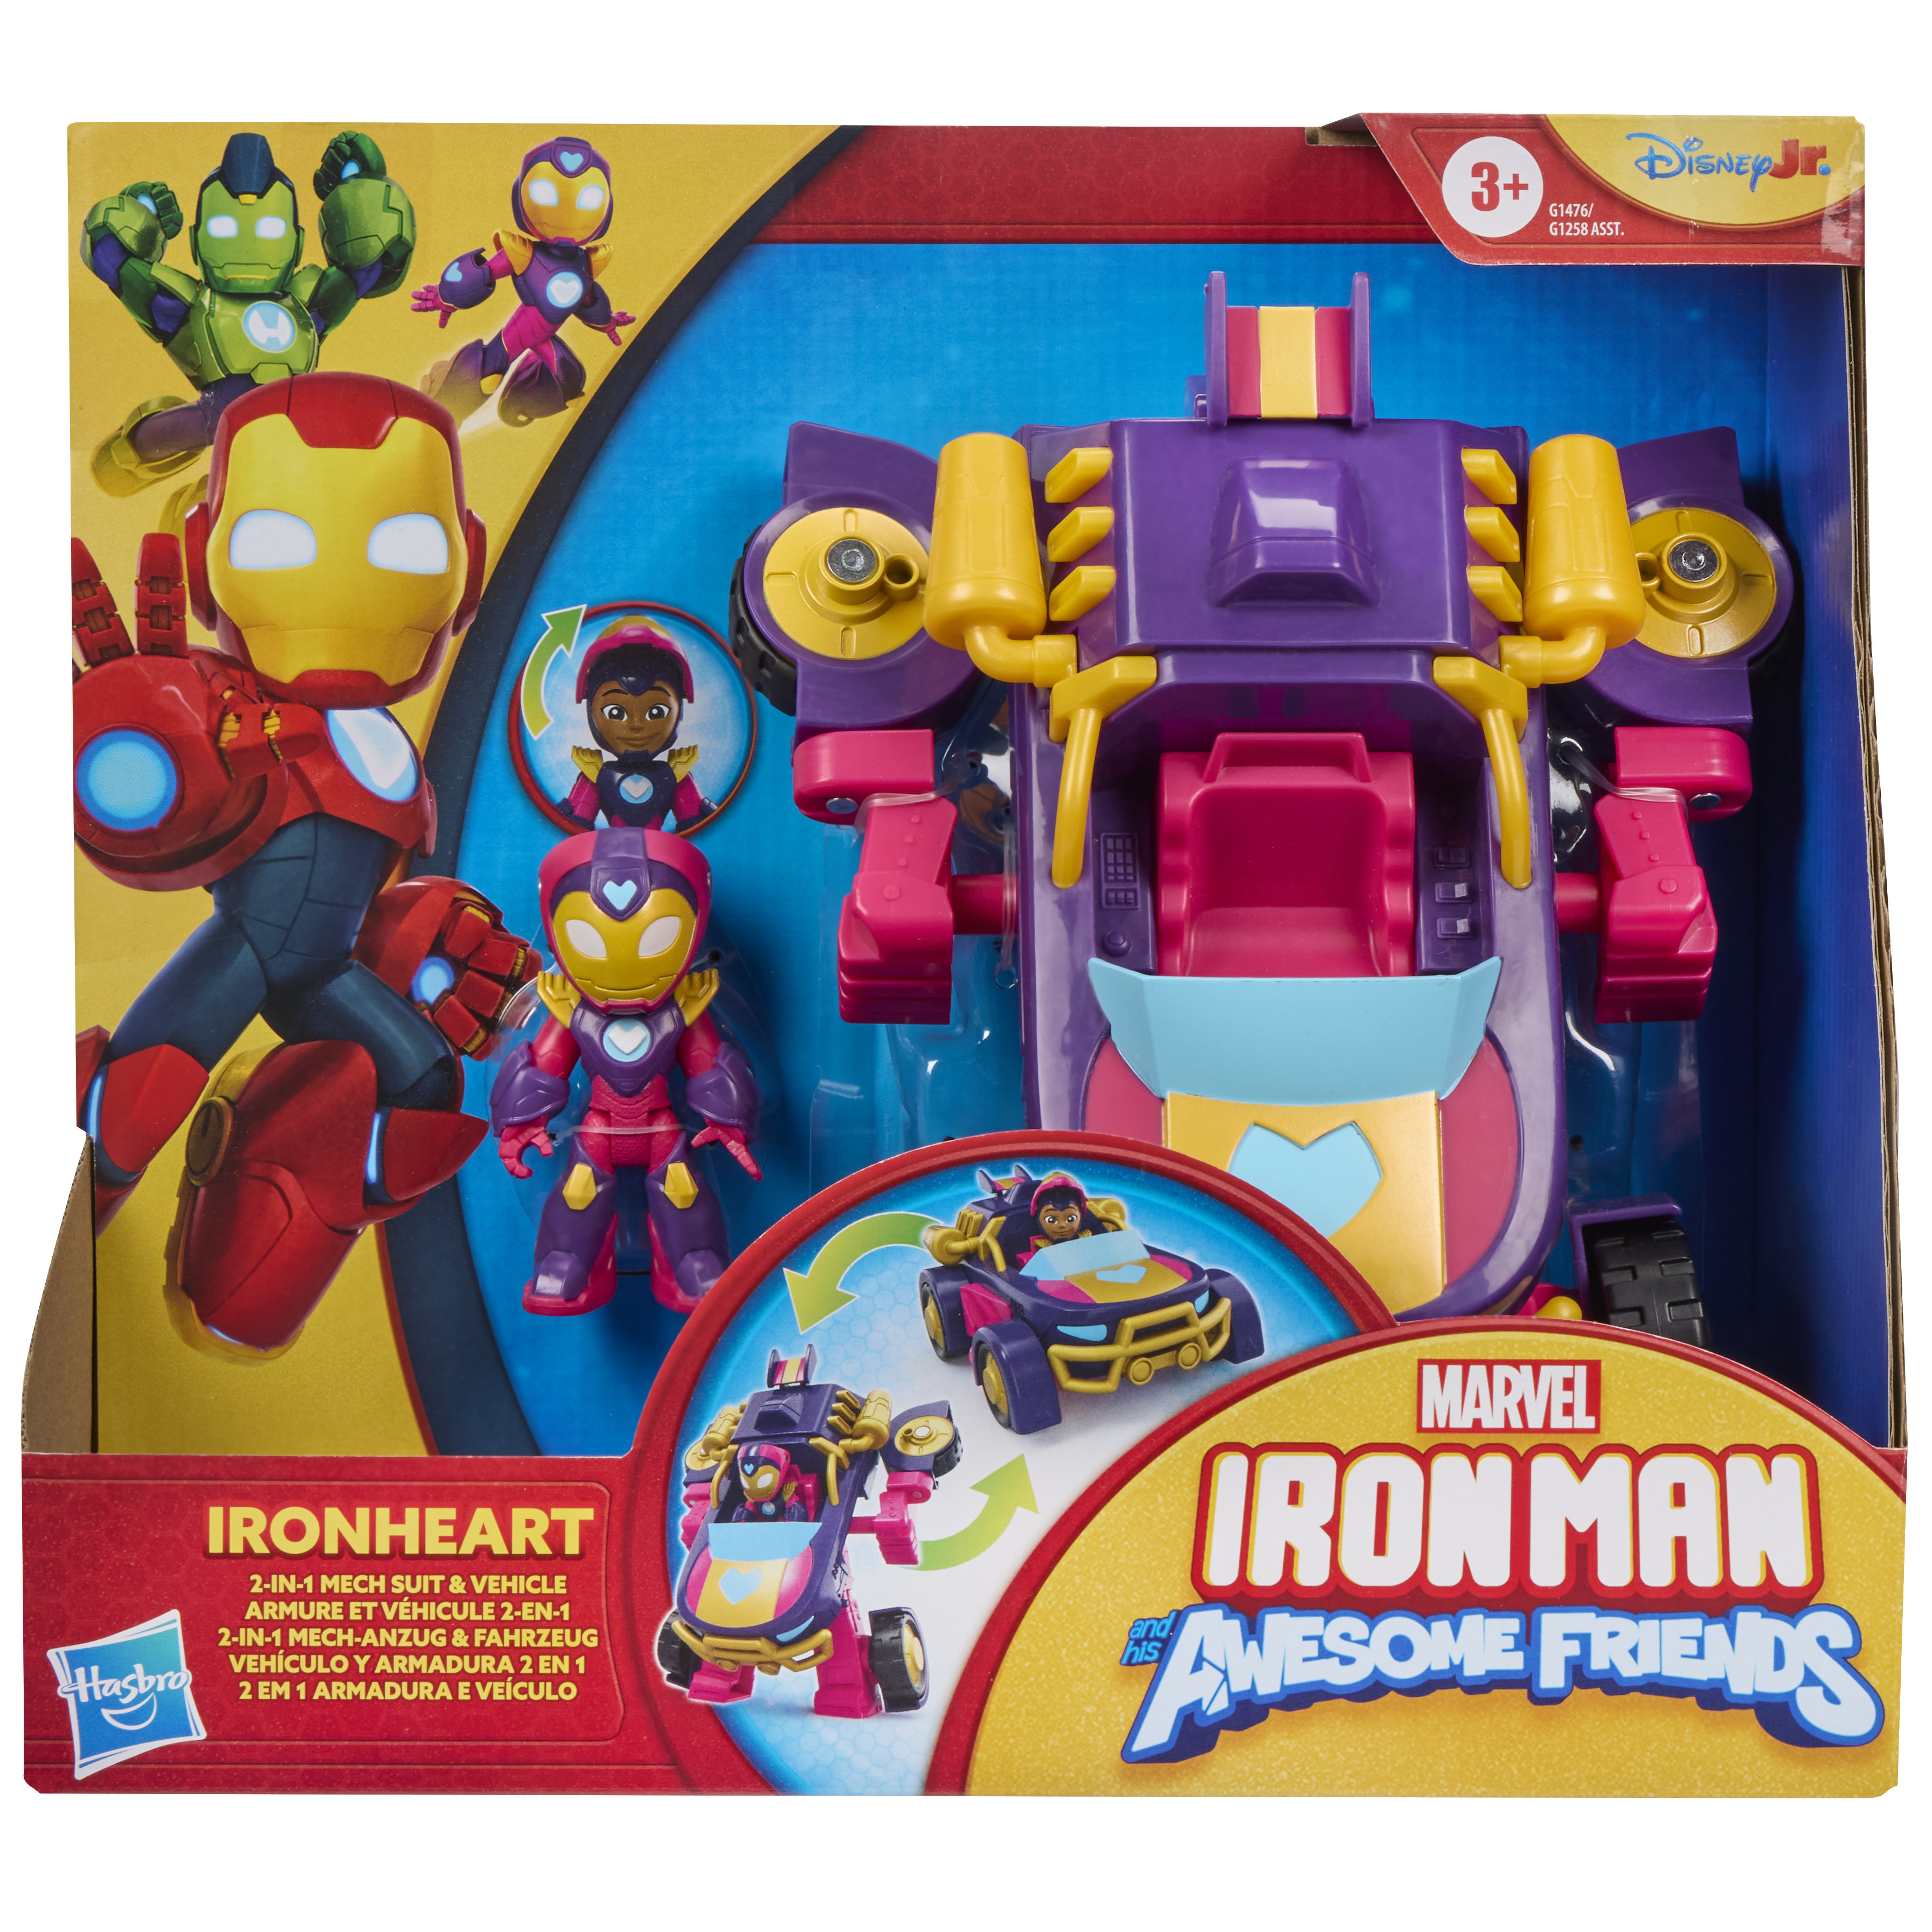 3+
G1476/
G1258 ASST.
Disney Jr.
MARVEL
IRON MAN
and his
AWESOME FRIENDS
IRONHEART
2-IN-1 MECH SUIT & VEHICLE
ARMURE ET VÉHICULE 2-EN-1
2-IN-1 MECH-ANZUG & FAHRZEUG
VEHÍCULO Y ARMADURA 2 EN 1
2 EM 1 ARMADURA E VEÍCULO
Hasbro